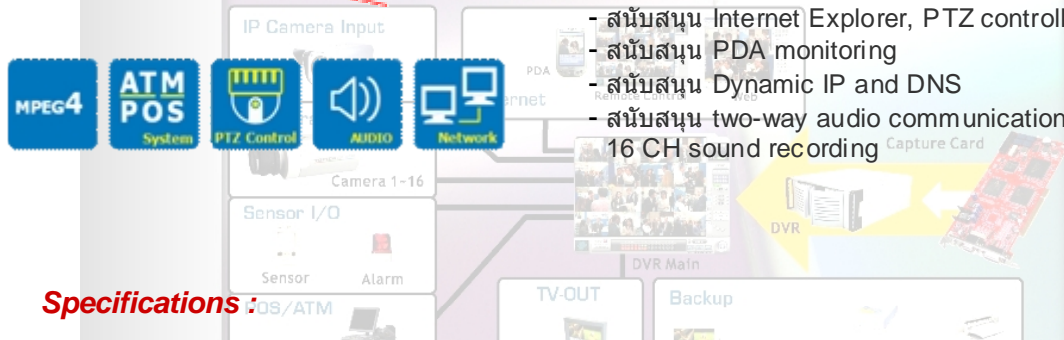 IP Camera Input
- สนับสนุน Internet Explorer, PTZ controll
- สนับสนุน PDA monitoring
- สนับสนุน Dynamic IP and DNS
- สนับสนุน two-way audio communication
16 CH sound recording
MPEG4
ATM
POS
System
PTZ Control
AUDIO
Network
PDA
ernet
Remote Control
Web
Capture Card
Camera 1-16
DVR
Sensor I/O
Sensor
Alarm
DVR Main
Specifications :
POS/ATM
TV-OUT
Backup